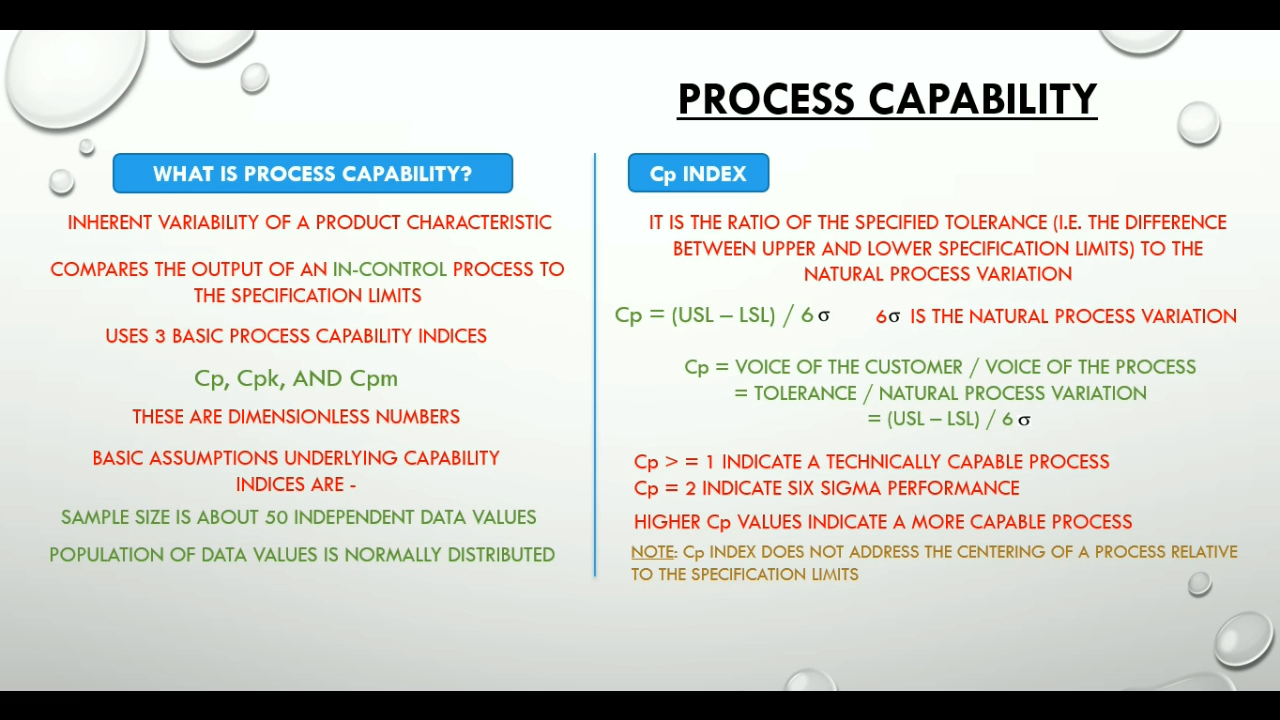 PROCESS CAPABILITY
WHAT IS PROCESS CAPABILITY?
INHERENT VARIABILITY OF A PRODUCT CHARACTERISTIC
COMPARES THE OUTPUT OF AN IN-CONTROL PROCESS TO
THE SPECIFICATION LIMITS
USES 3 BASIC PROCESS CAPABILITY INDICES
Cp, Cpk, AND Cpm
THESE ARE DIMENSIONLESS NUMBERS
BASIC ASSUMPTIONS UNDERLYING CAPABILITY
INDICES ARE -
SAMPLE SIZE IS ABOUT 50 INDEPENDENT DATA VALUES
POPULATION OF DATA VALUES IS NORMALLY DISTRIBUTED
Cp INDEX
IT IS THE RATIO OF THE SPECIFIED TOLERANCE (I.E. THE DIFFERENCE
BETWEEN UPPER AND LOWER SPECIFICATION LIMITS) TO THE
NATURAL PROCESS VARIATION
Cp = (USL – LSL) / 6 σ 6σ IS THE NATURAL PROCESS VARIATION
Cp = VOICE OF THE CUSTOMER / VOICE OF THE PROCESS
= TOLERANCE / NATURAL PROCESS VARIATION
= (USL – LSL) / 6 σ
Cp > = 1 INDICATE A TECHNICALLY CAPABLE PROCESS
Cp = 2 INDICATE SIX SIGMA PERFORMANCE
HIGHER Cp VALUES INDICATE A MORE CAPABLE PROCESS
NOTE: Cp INDEX DOES NOT ADDRESS THE CENTERING OF A PROCESS RELATIVE
TO THE SPECIFICATION LIMITS